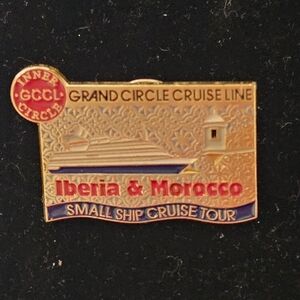 INNER
GCCL
CIRCLE
GRAND CIRCLE CRUISE LINE
Iberia & Morocco
SMALL SHIP CRUISE TOUR